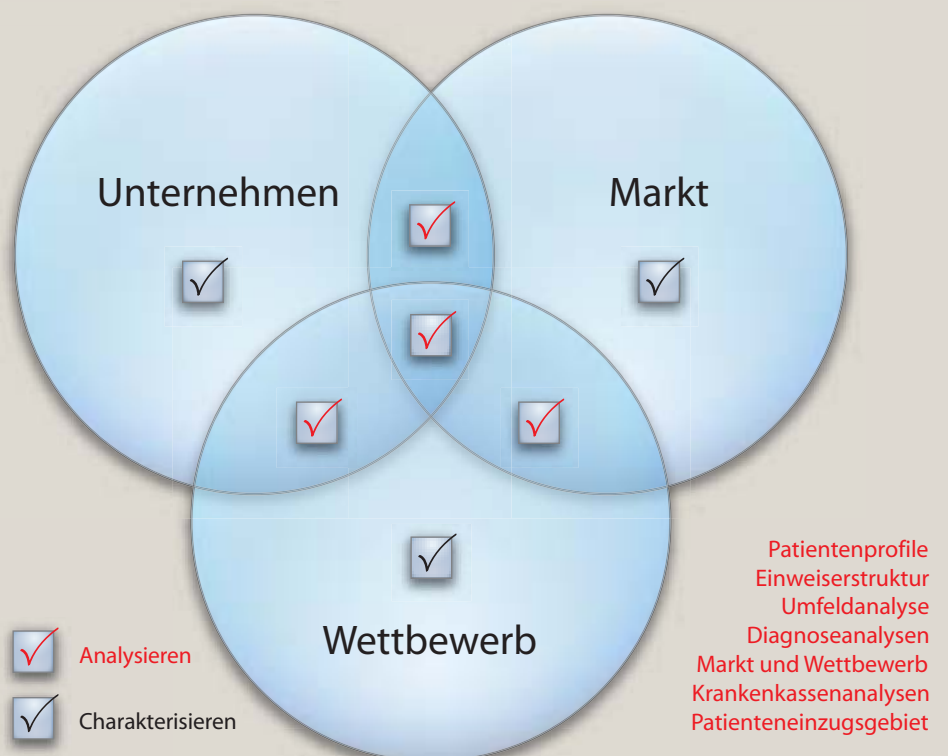 Unternehmen
Markt
Wettbewerb
Analysieren
Charakterisieren
Patientenprofile
Einweiserstruktur
Umfeldanalyse
Diagnoseanalysen
Markt und Wettbewerb
Krankenkassenanalysen
Patienteneinzugsgebiet